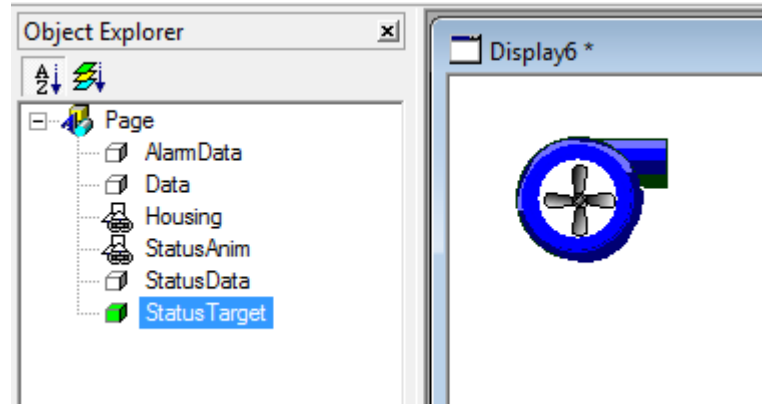 Object Explorer
Display6 *
Page
AlarmData
Data
Housing
StatusAnim
StatusData
StatusTarget